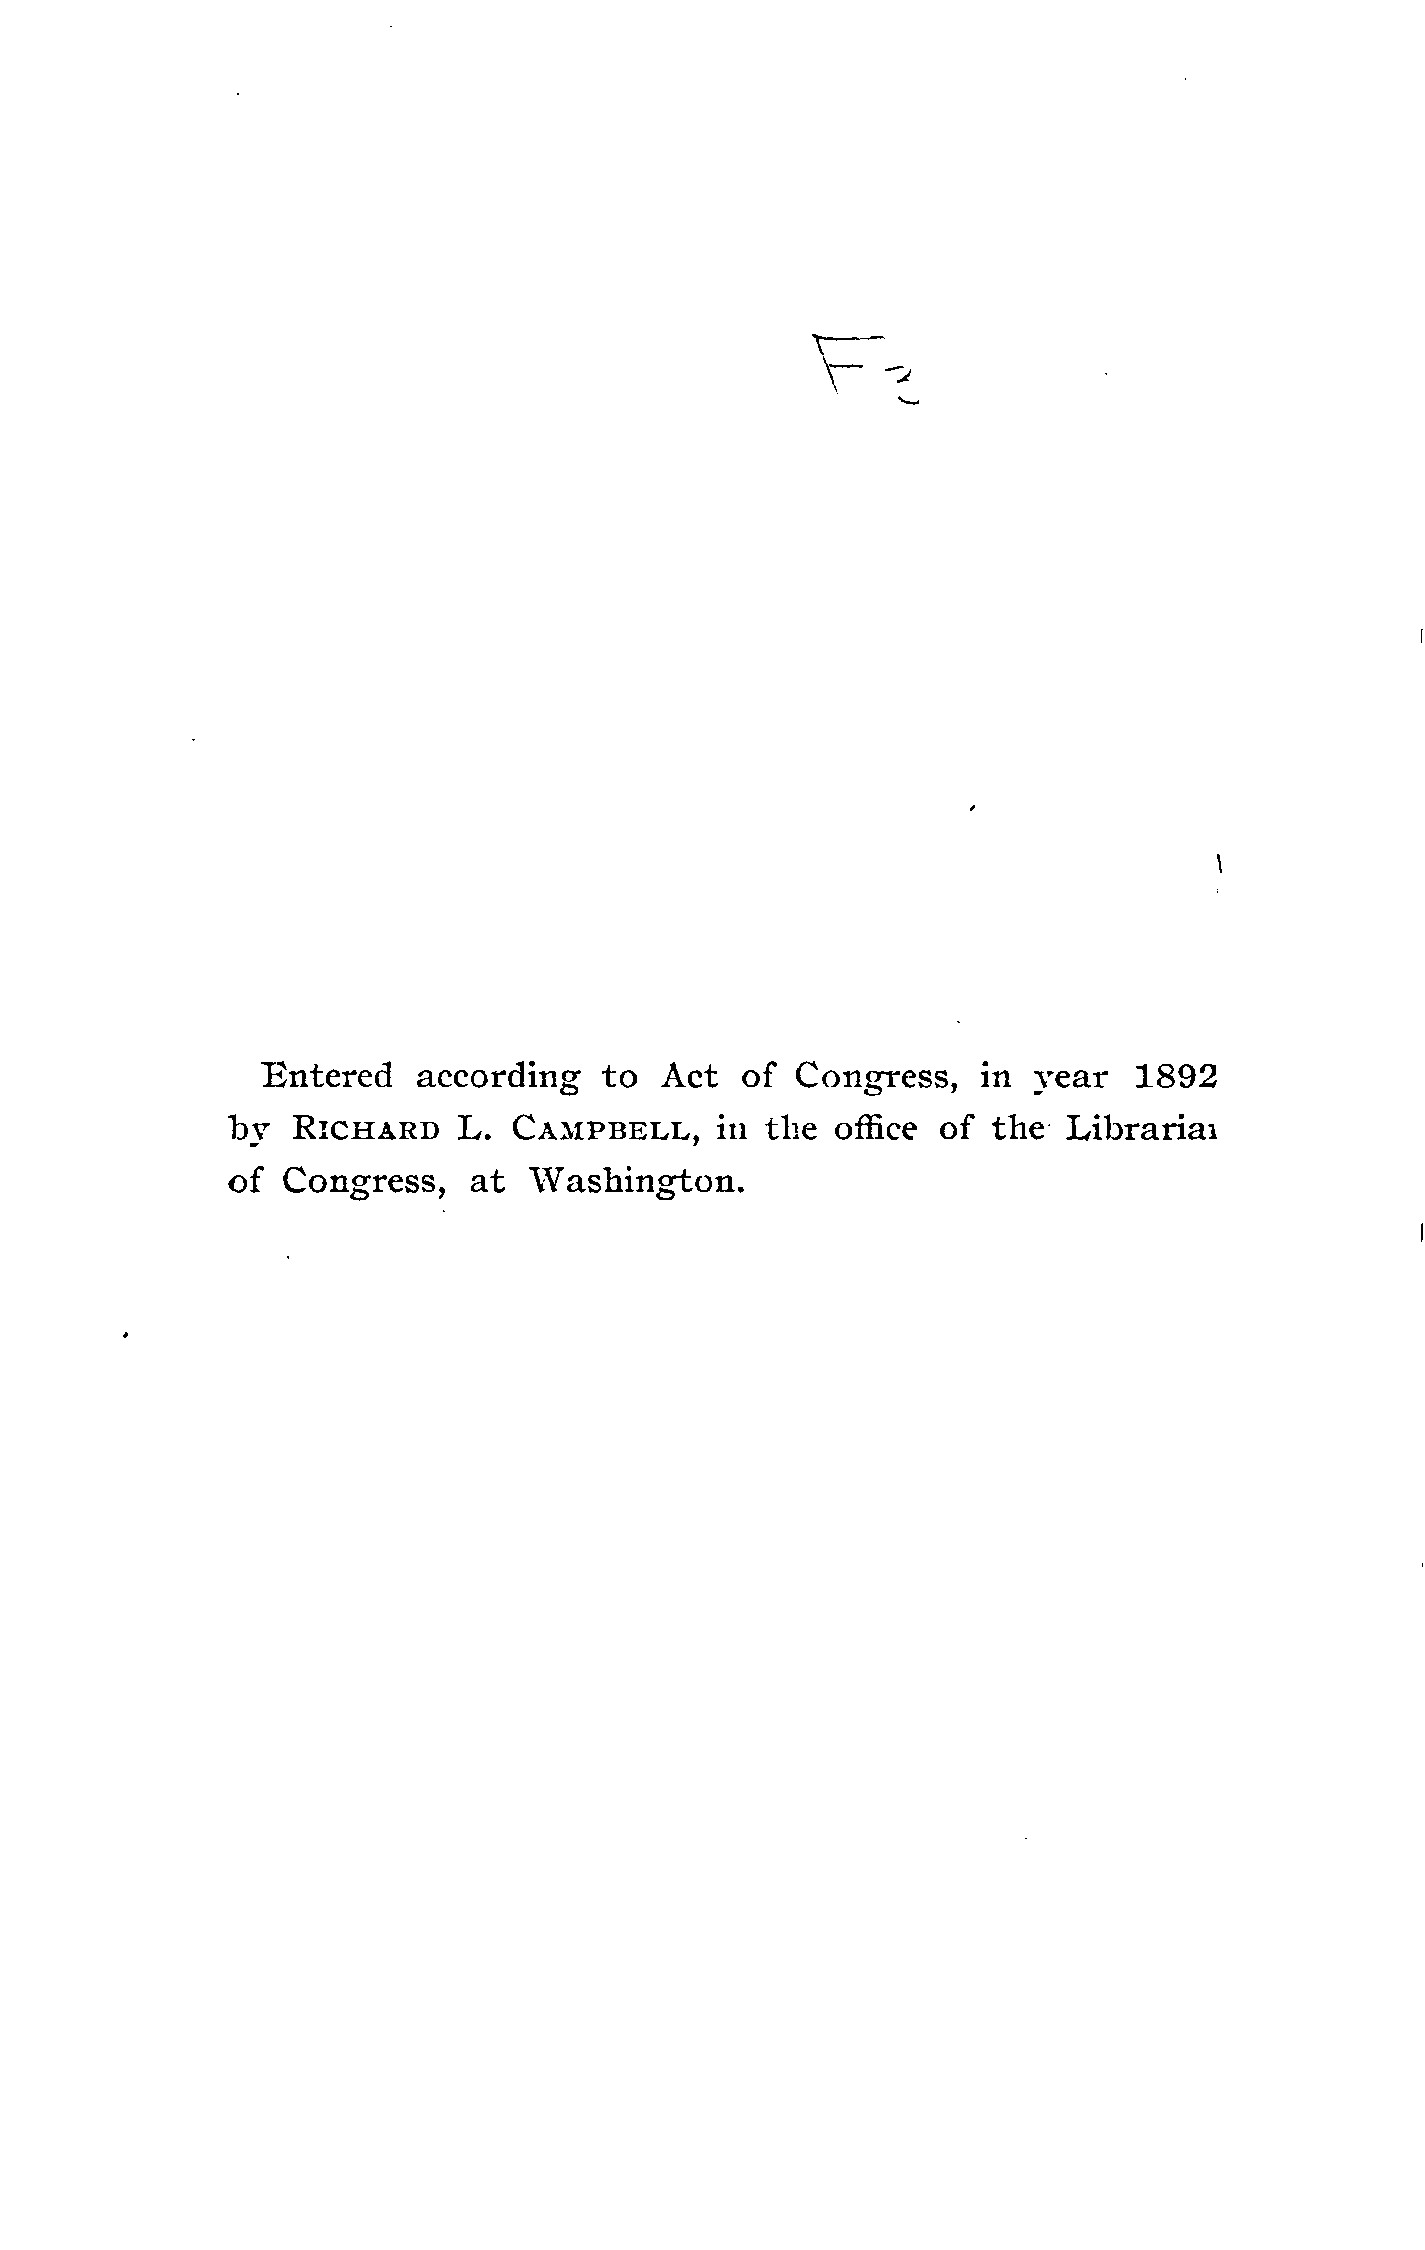 Entered according to Act of Congress, in year 1892
by RICHARD L. CAMPBELL, in the office of the Librarian
of Congress, at Washington.